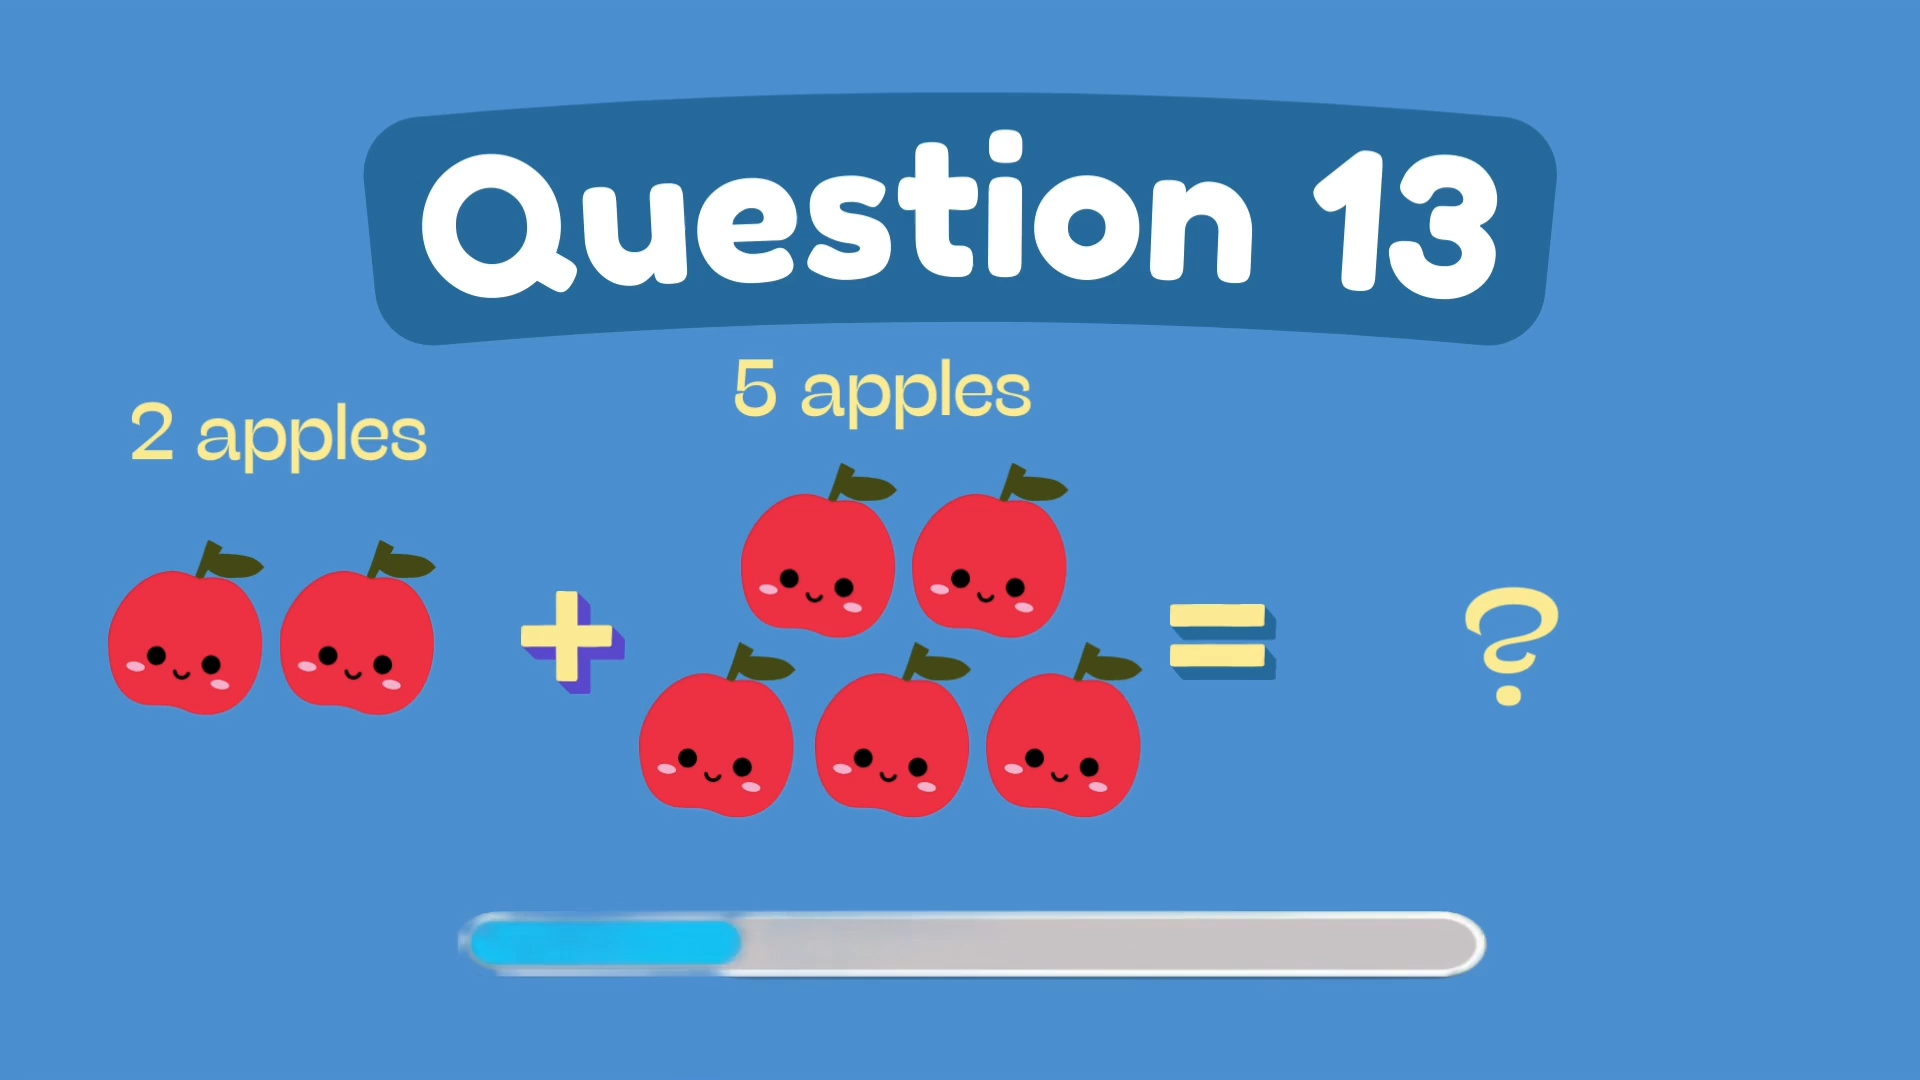 Question 13
2 apples
5 apples
+
=
?